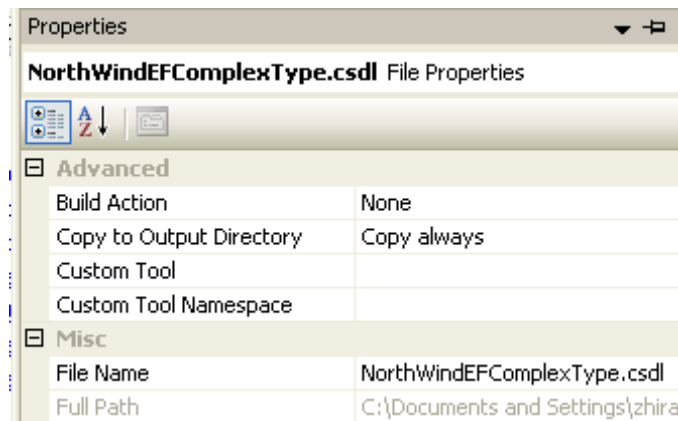 Properties
NorthWindEFComplexType.csdl File Properties
Advanced
Build Action None
Copy to Output Directory Copy always
Custom Tool
Custom Tool Namespace
Misc
File Name NorthWindEFComplexType.csdl
Full Path C:\Documents and Settings\zhira